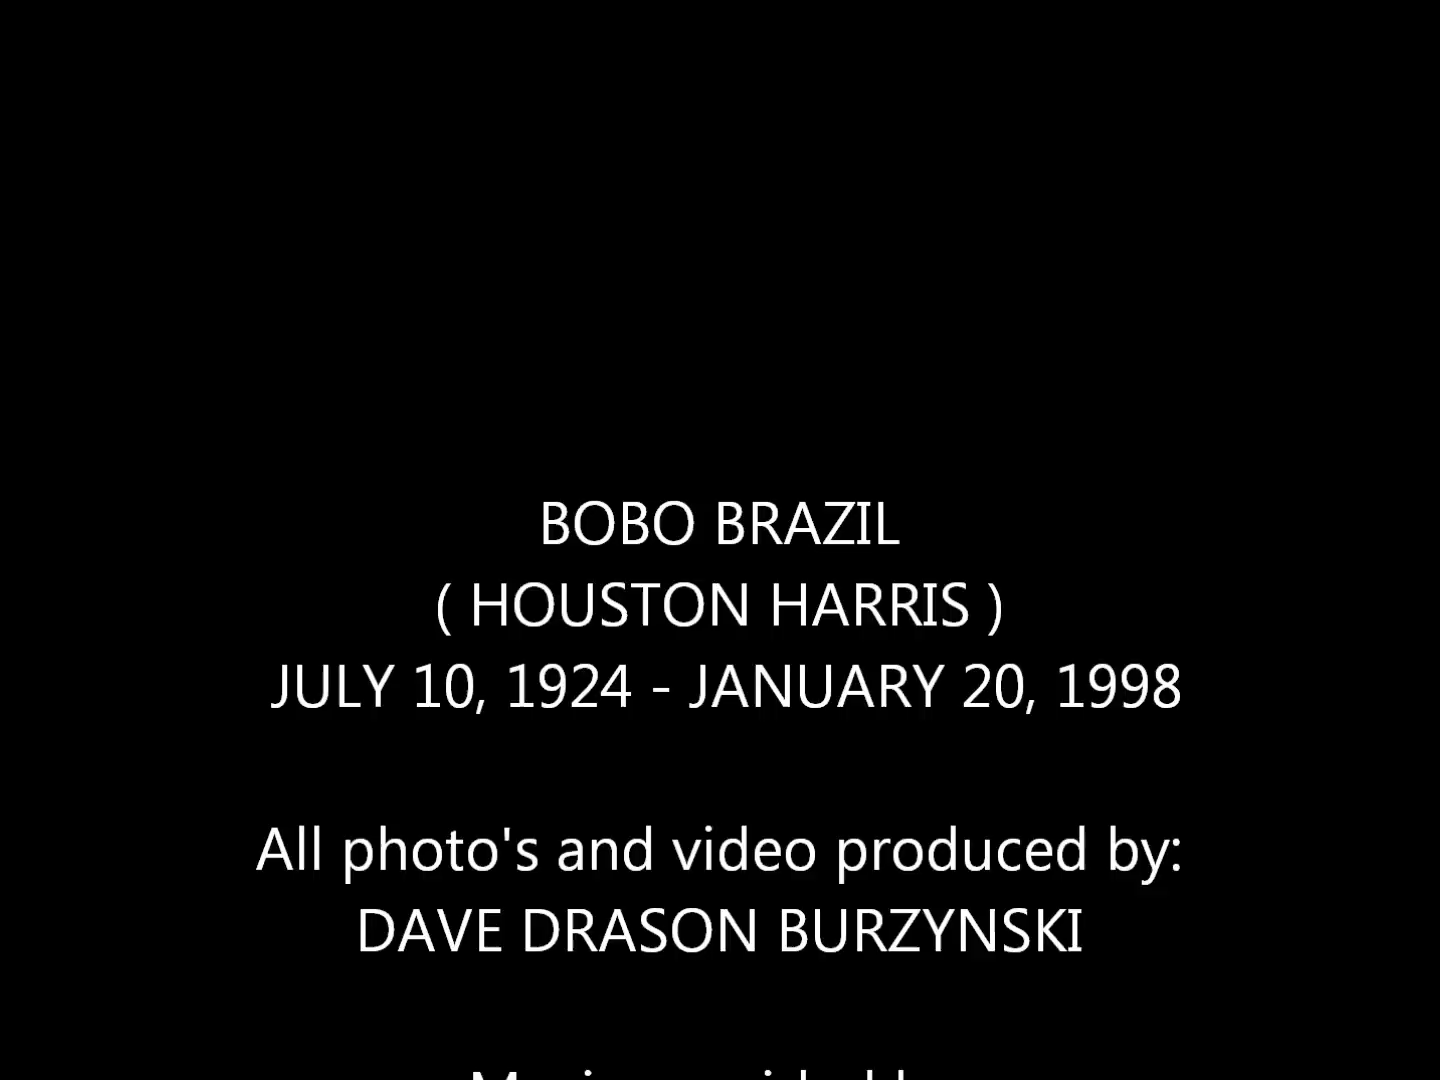 BOBO BRAZIL
( HOUSTON HARRIS )
JULY 10, 1924 - JANUARY 20, 1998
All photo's and video produced by:
DAVE DRASON BURZYNSKI